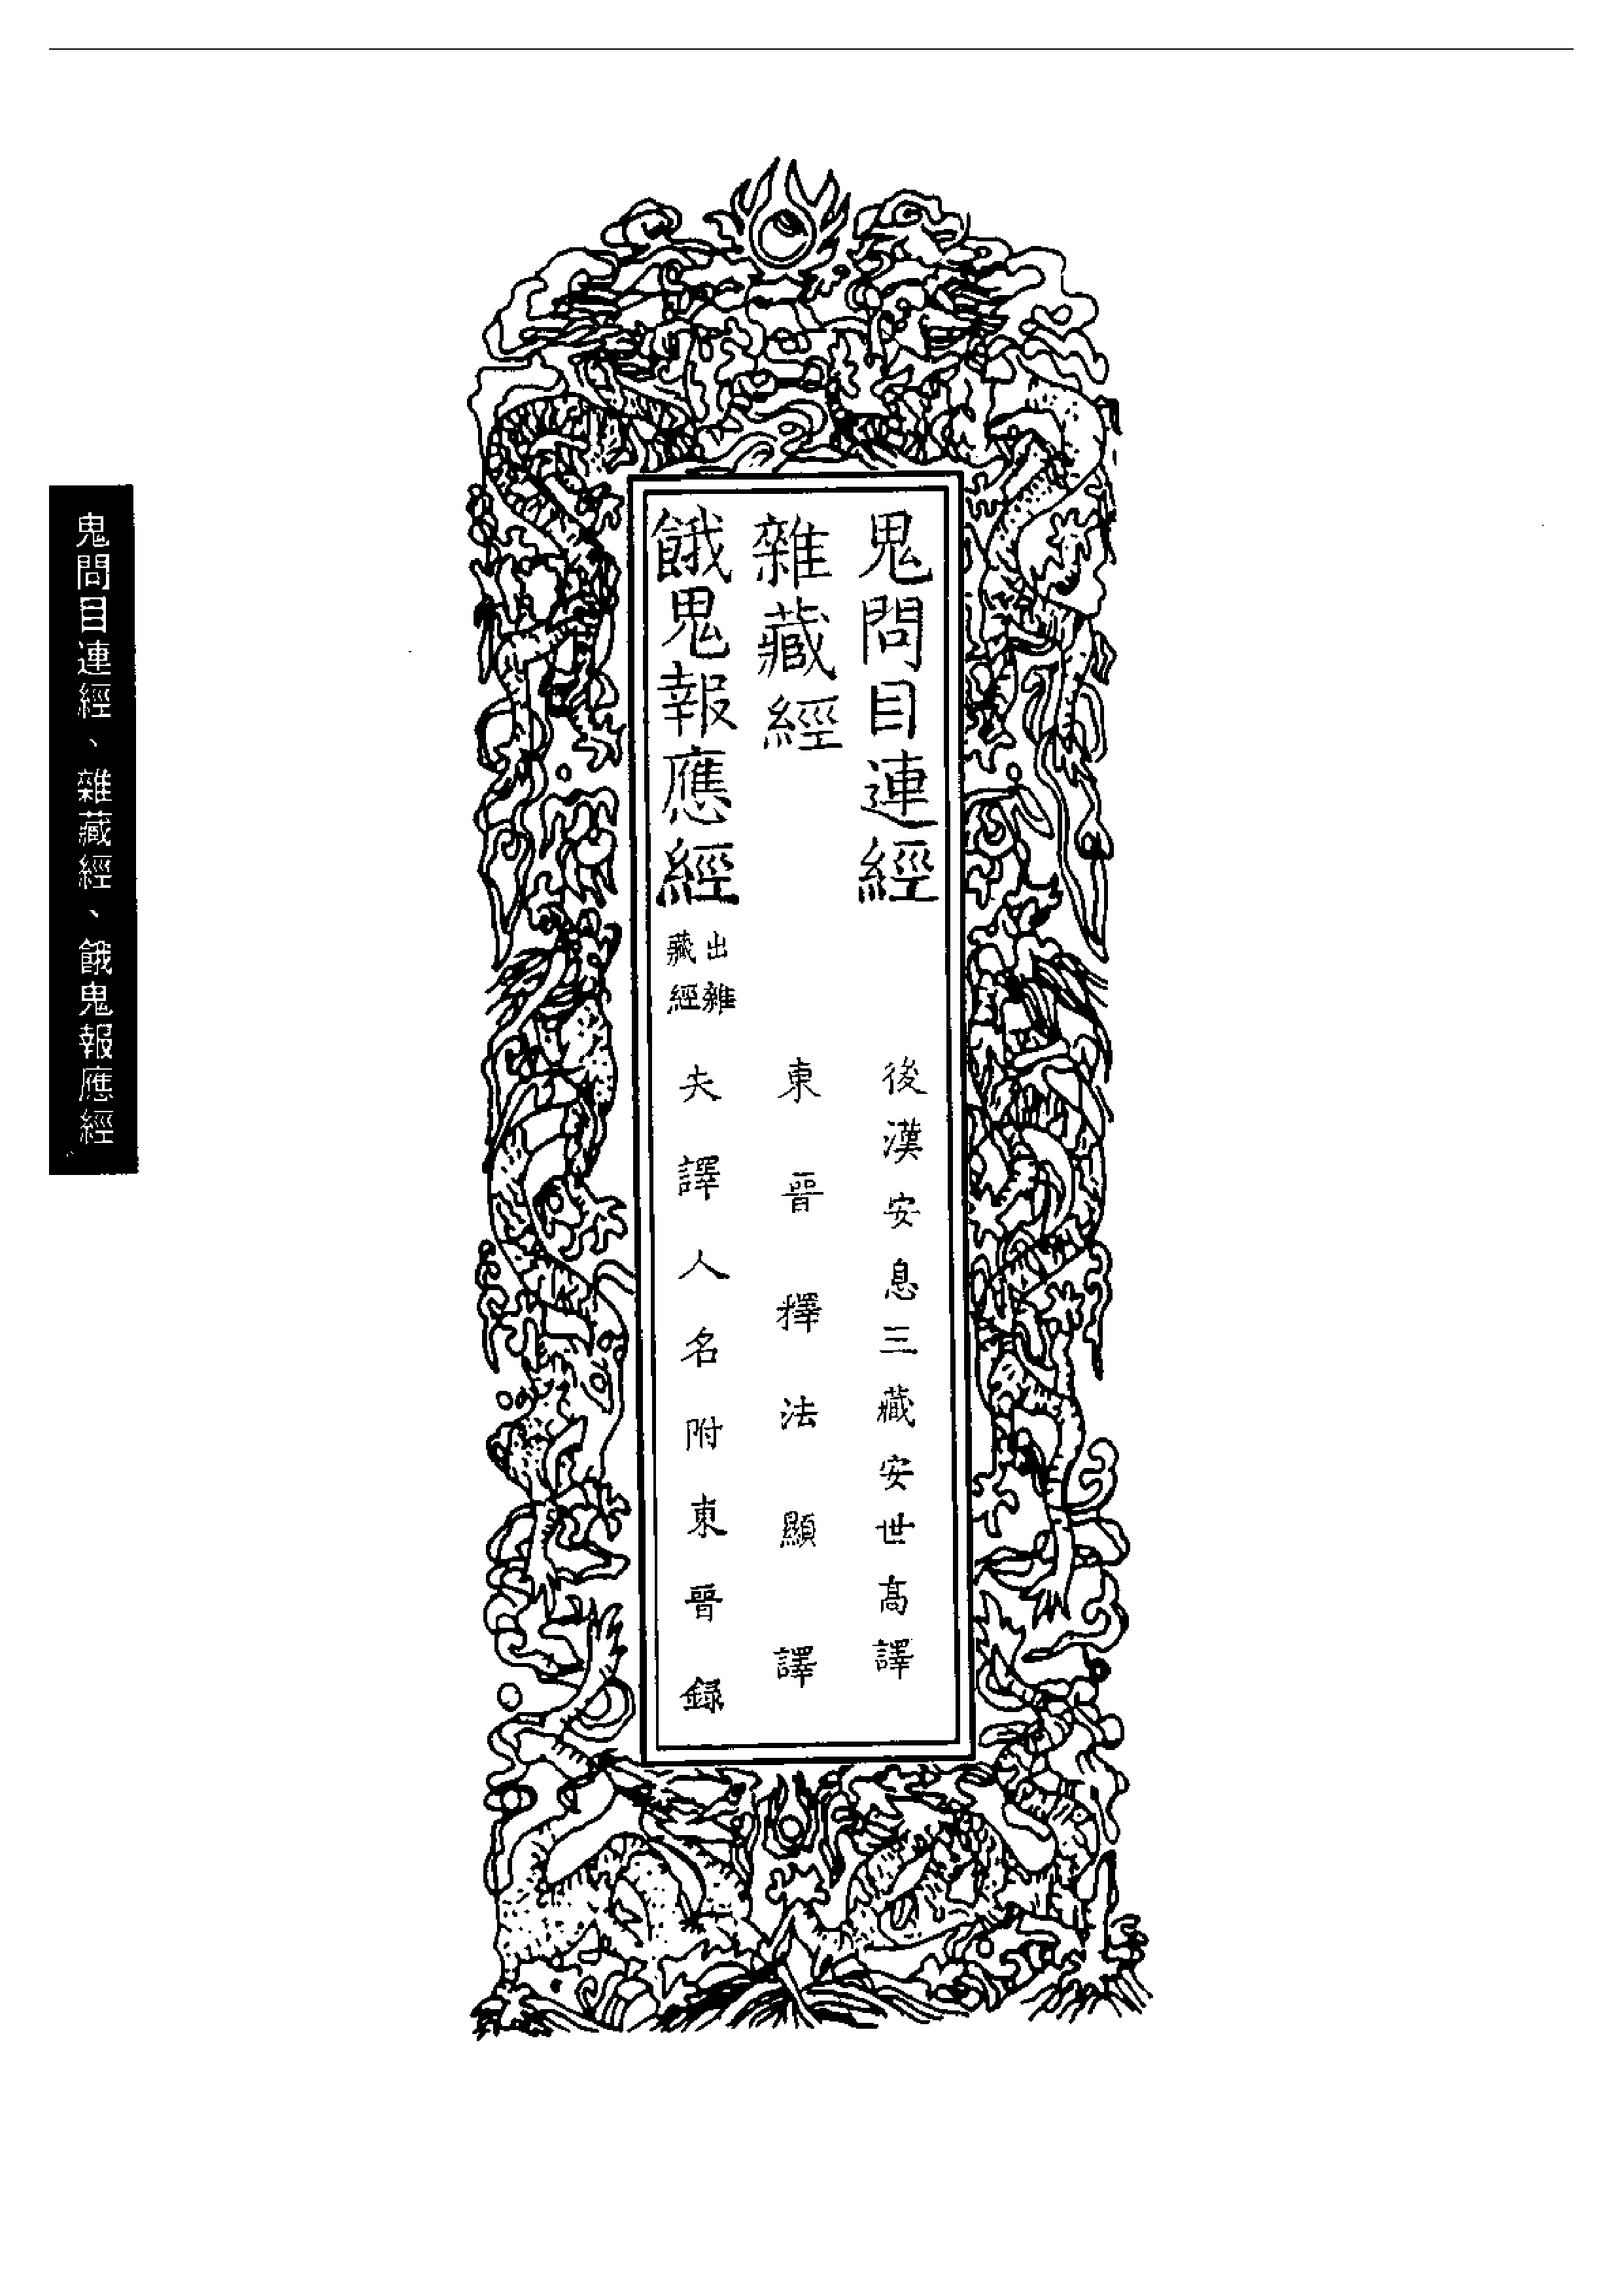 鬼問目連經 後漢安息三藏安世高譯
雜藏經 東晉釋法顯譯
餓鬼報應經 出雜藏經 失譯人名附東晉録
鬼問目連經、雜藏經、餓鬼報應經